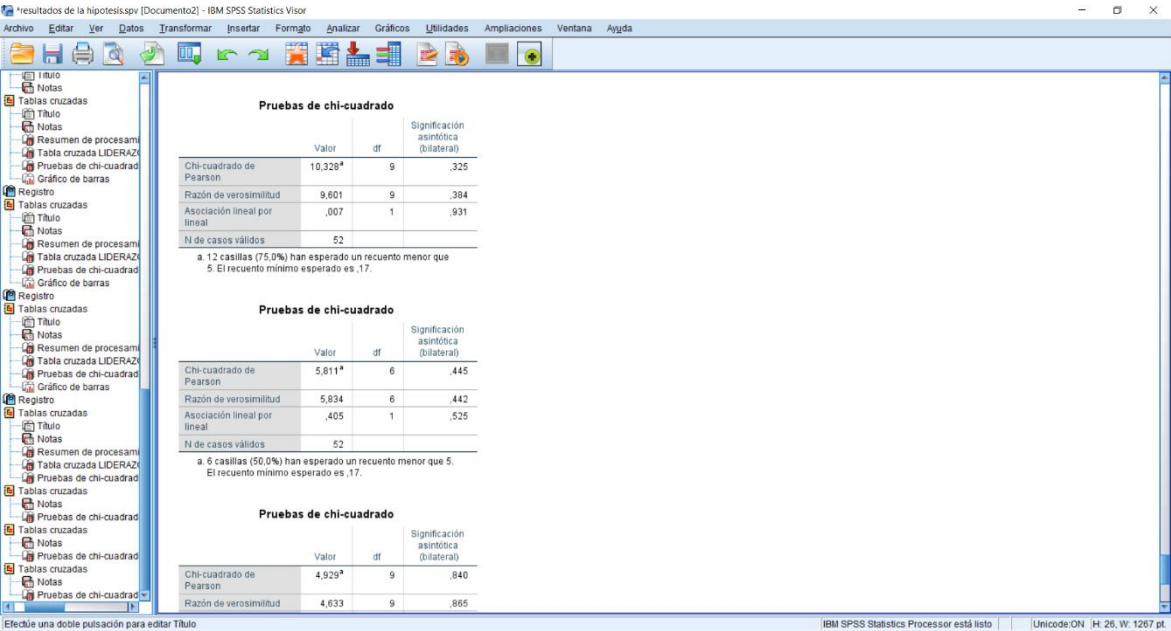 *resultados de la hipotesis.spv [Documento2] - IBM SPSS Statistics Visor
Archivo Editar Ver Datos Transformar Insertar Formato Analizar Gráficos Utilidades Ampliaciones Ventana Ayuda
Título
Notas
Tablas cruzadas
Título
Notas
Resumen de procesami
Tabla cruzada LIDERAZG
Pruebas de chi-cuadrad
Gráfico de barras
Registro
Tablas cruzadas
Título
Notas
Resumen de procesami
Tabla cruzada LIDERAZG
Pruebas de chi-cuadrad
Gráfico de barras
Registro
Tablas cruzadas
Título
Notas
Resumen de procesami
Tabla cruzada LIDERAZG
Pruebas de chi-cuadrad
Gráfico de barras
Registro
Tablas cruzadas
Título
Notas
Resumen de procesami
Tabla cruzada LIDERAZG
Pruebas de chi-cuadrad
Tablas cruzadas
Notas
Pruebas de chi-cuadrad
Tablas cruzadas
Notas
Pruebas de chi-cuadrad
Tablas cruzadas
Notas
Pruebas de chi-cuadrad
Pruebas de chi-cuadrado
Valor df Significación asintótica (bilateral)
Chi-cuadrado de Pearson 10,328a 9 ,325
Razón de verosimilitud 9,601 9 ,384
Asociación lineal por lineal ,007 1 ,931
N de casos válidos 52
a. 12 casillas (75,0%) han esperado un recuento menor que
5. El recuento mínimo esperado es ,17.
Pruebas de chi-cuadrado
Valor df Significación asintótica (bilateral)
Chi-cuadrado de Pearson 5,811a 6 ,445
Razón de verosimilitud 5,834 6 ,442
Asociación lineal por lineal ,405 1 ,525
N de casos válidos 52
a. 6 casillas (50,0%) han esperado un recuento menor que 5.
El recuento mínimo esperado es ,17.
Pruebas de chi-cuadrado
Valor df Significación asintótica (bilateral)
Chi-cuadrado de Pearson 4,929a 9 ,840
Razón de verosimilitud 4,633 9 ,865
Efectúe una doble pulsación para editar Título
IBM SPSS Statistics Processor está listo
Unicode:ON H: 26, W: 1267 pt.